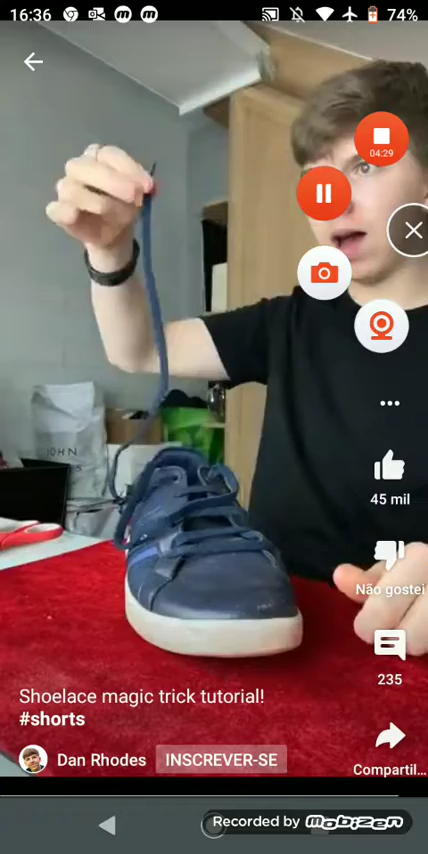 16:36
74%
04:29
45 mil
Não gostei
235
Shoelace magic trick tutorial!
#shorts
Dan Rhodes
INSCREVER-SE
Compartil...
Recorded by MOBIZEN